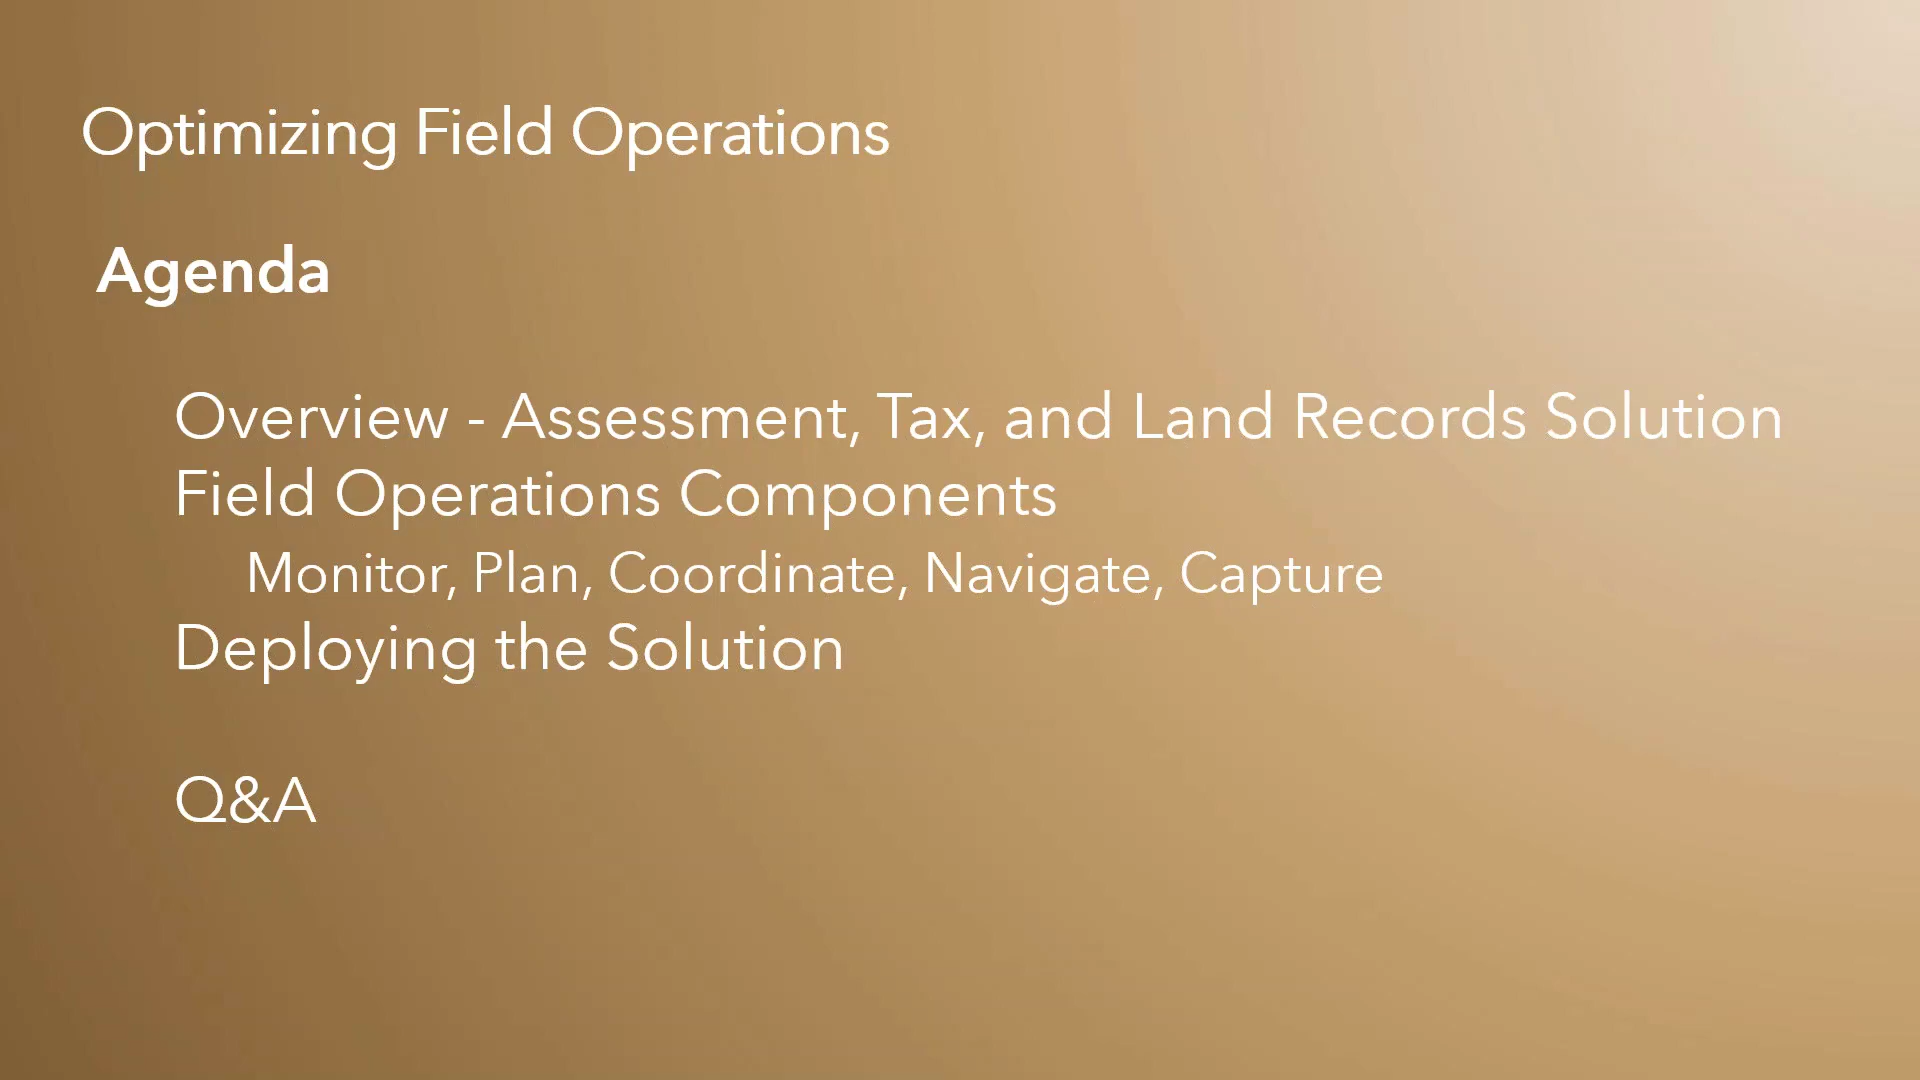 Optimizing Field Operations
Agenda
Overview - Assessment, Tax, and Land Records Solution
Field Operations Components
Monitor, Plan, Coordinate, Navigate, Capture
Deploying the Solution
Q&A